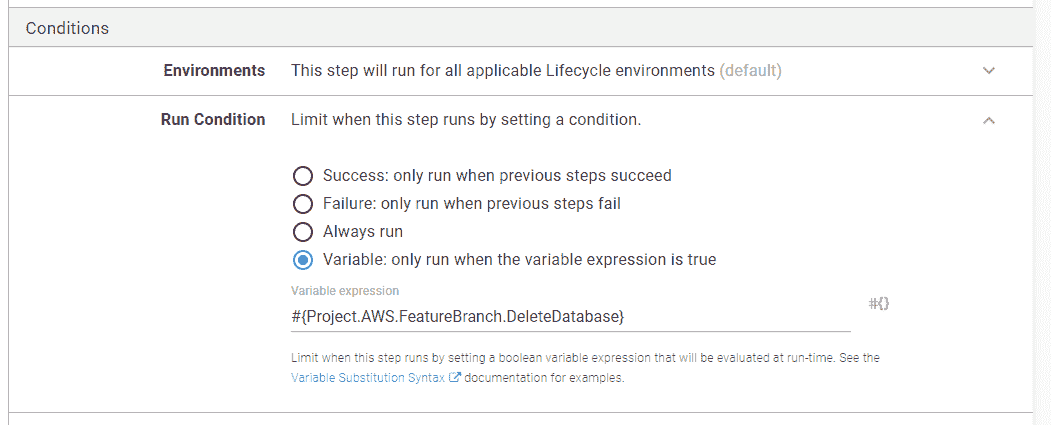 Conditions
Environments This step will run for all applicable Lifecycle environments (default)
Run Condition Limit when this step runs by setting a condition.
Success: only run when previous steps succeed
Failure: only run when previous steps fail
Always run
Variable: only run when the variable expression is true
Variable expression
#{Project.AWS.FeatureBranch.DeleteDatabase}
#{}
Limit when this step runs by setting a boolean variable expression that will be evaluated at run-time. See the
Variable Substitution Syntax documentation for examples.